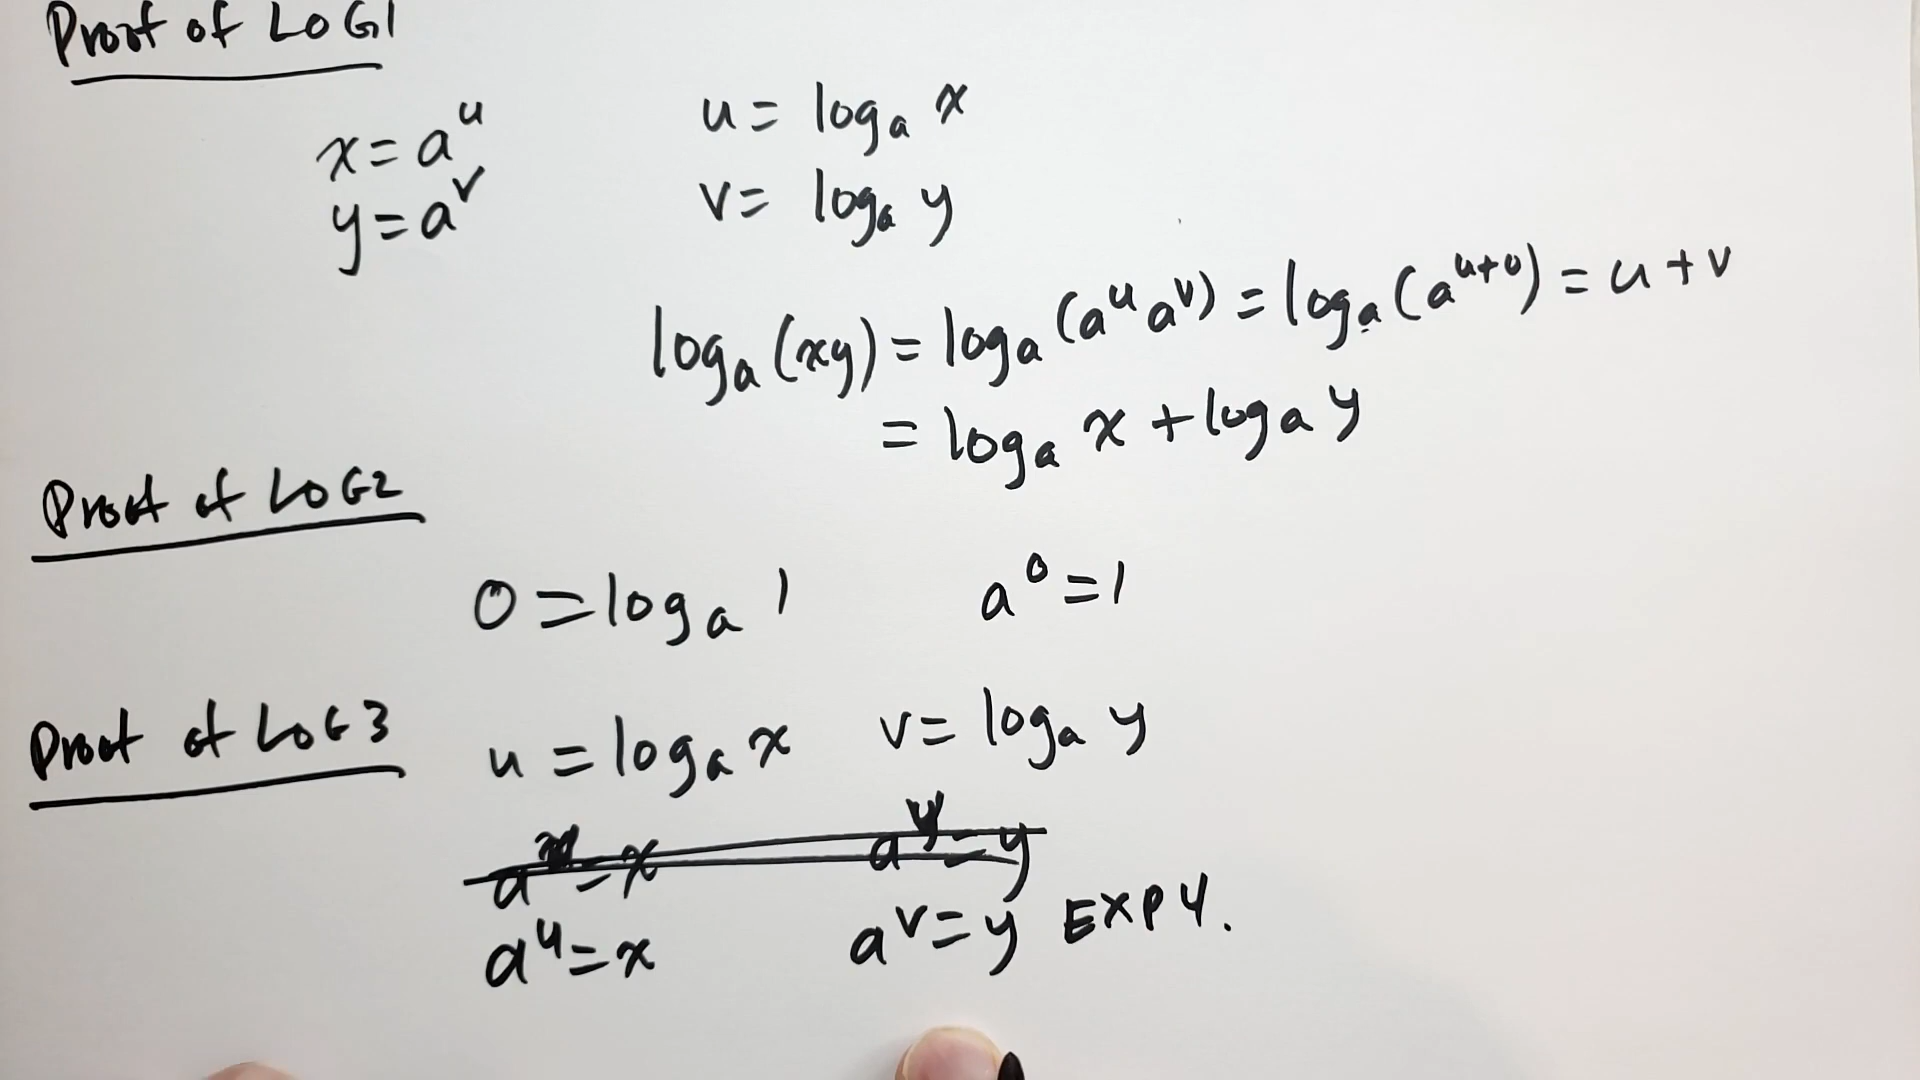 Proof of LOG1
x = a^u u = log_a x
y = a^v v = log_a y
log_a (xy) = log_a (a^u a^v) = log_a (a^{u+v}) = u + v
= log_a x + log_a y
Proof of LOG2
0 = log_a 1 a^0 = 1
Proof of LOG3
u = log_a x v = log_a y
a^u = x a^v = y EXP4.